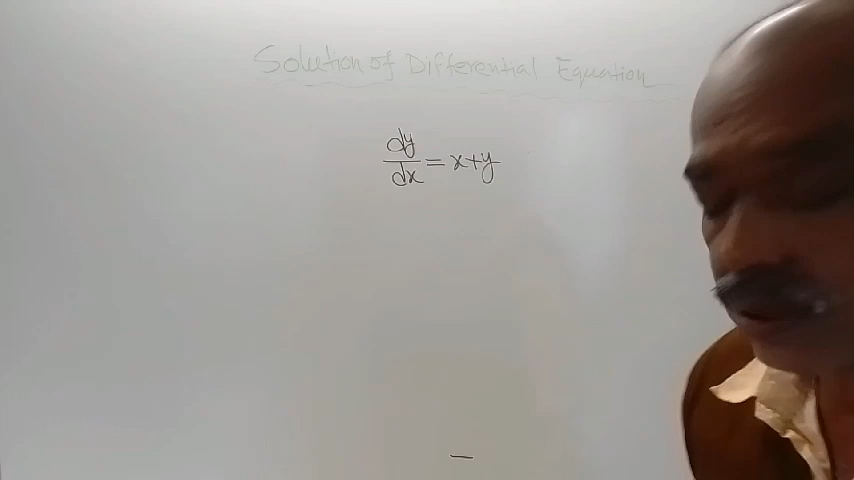 Solution of Differential Equation
dy/dx = x+y